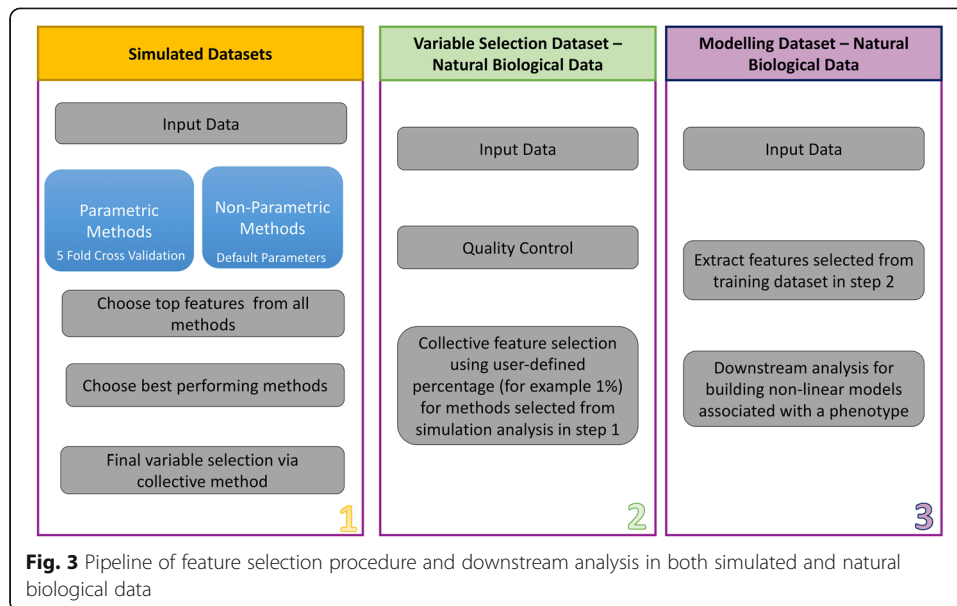 Simulated Datasets
Input Data
Parametric
Methods
5 Fold Cross Validation
Non-Parametric
Methods
Default Parameters
Choose top features from all
methods
Choose best performing methods
Final variable selection via
collective method
1
Variable Selection Dataset –
Natural Biological Data
Input Data
Quality Control
Collective feature selection
using user-defined
percentage (for example 1%)
for methods selected from
simulation analysis in step 1
2
Modelling Dataset – Natural
Biological Data
Input Data
Extract features selected from
training dataset in step 2
Downstream analysis for
building non-linear models
associated with a phenotype
3
Fig. 3 Pipeline of feature selection procedure and downstream analysis in both simulated and natural
biological data